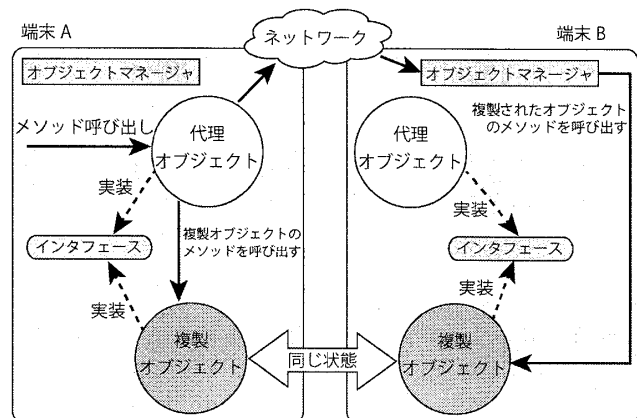 端末 A
ネットワーク
端末 B
オブジェクトマネージャ
オブジェクトマネージャ
メソッド呼び出し
代理
オブジェクト
複製されたオブジェクト
のメソッドを呼び出す
代理
オブジェクト
実装
複製オブジェクトの
メソッドを呼び出す
実装
インタフェース
インタフェース
実装
実装
複製
オブジェクト
同じ状態
複製
オブジェクト